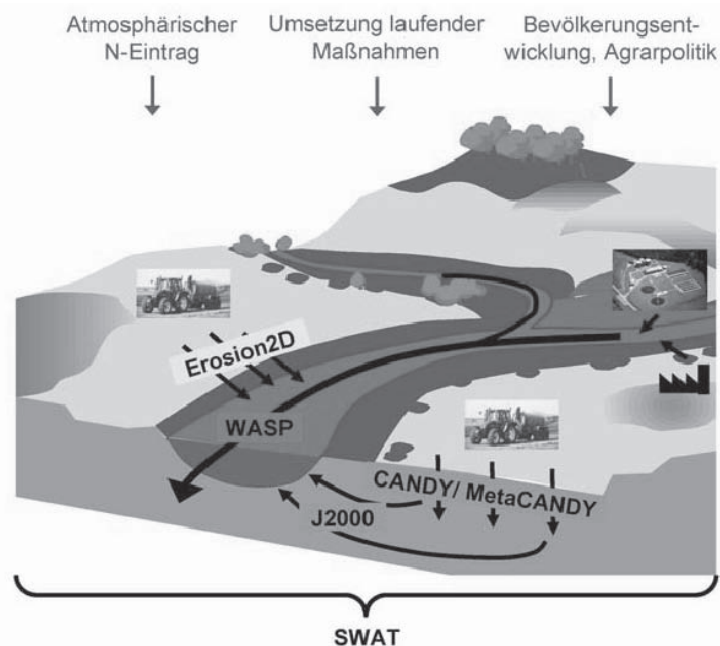 Atmosphärischer
N-Eintrag
Umsetzung laufender
Maßnahmen
Bevölkerungsent-
wicklung, Agrarpolitik
Erosion2D
WASP
CANDY/ MetaCANDY
J2000
SWAT